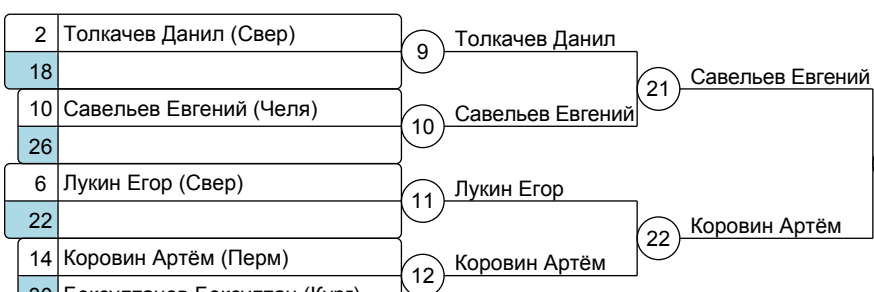 2 Толкачев Данил (Свер)
9 Толкачев Данил
18
21 Савельев Евгений
10 Савельев Евгений (Челя)
10 Савельев Евгений
26
6 Лукин Егор (Свер)
11 Лукин Егор
22
22 Коровин Артём
14 Коровин Артём (Перм)
12 Коровин Артём